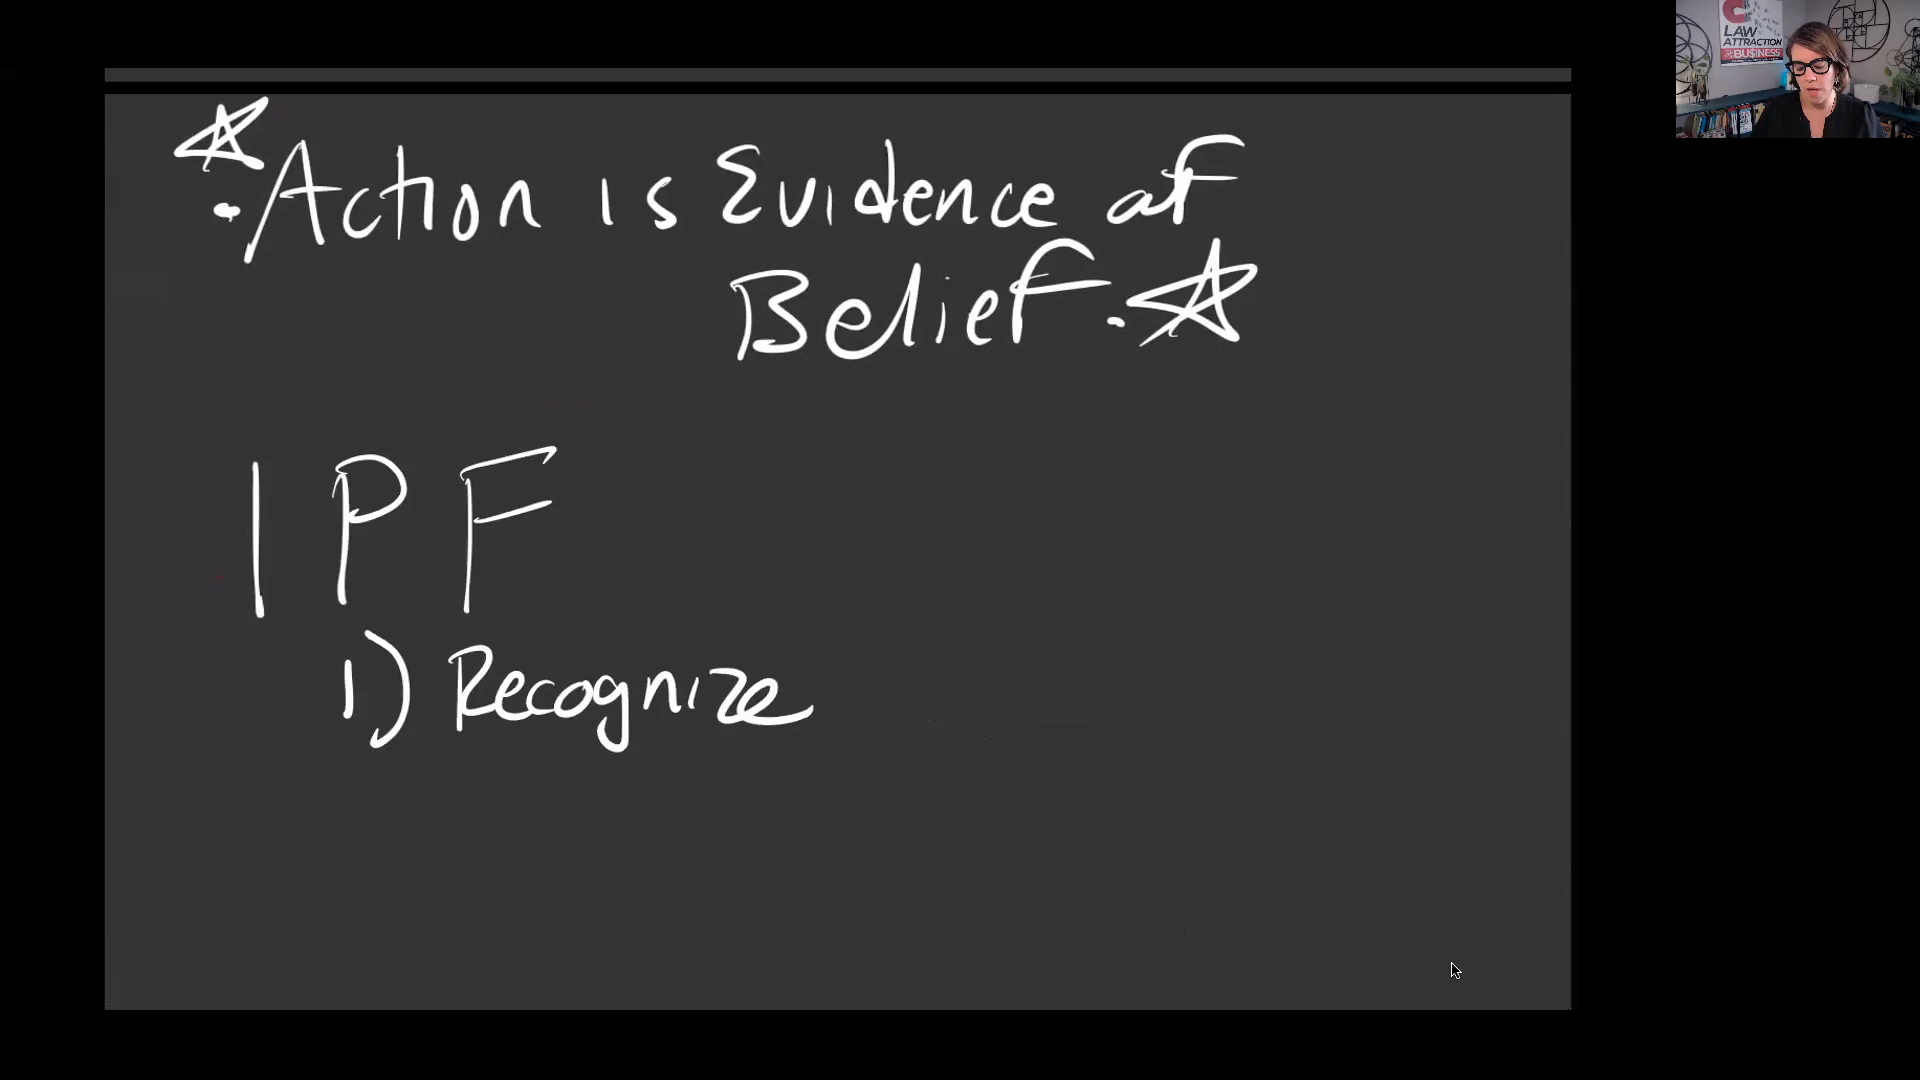 LAW
ATTRACTION
BUSINESS
Action is Evidence of
Belief.
IPF
1) Recognize